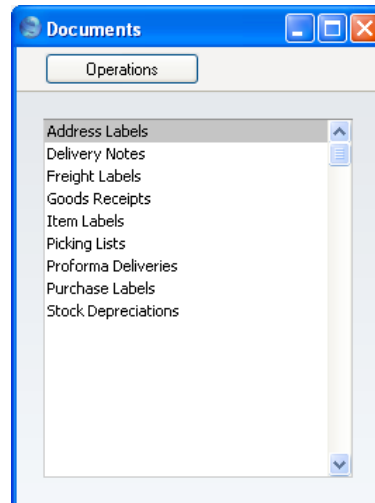 Documents
Operations
Address Labels
Delivery Notes
Freight Labels
Goods Receipts
Item Labels
Picking Lists
Proforma Deliveries
Purchase Labels
Stock Depreciations